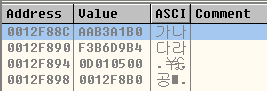 Address Value ASCI Comment
0012F88C AAB3A1B0 가나
0012F890 F3B6D9B4 다라
0012F894 0D010500 .
0012F898 0012F8B0 공■.